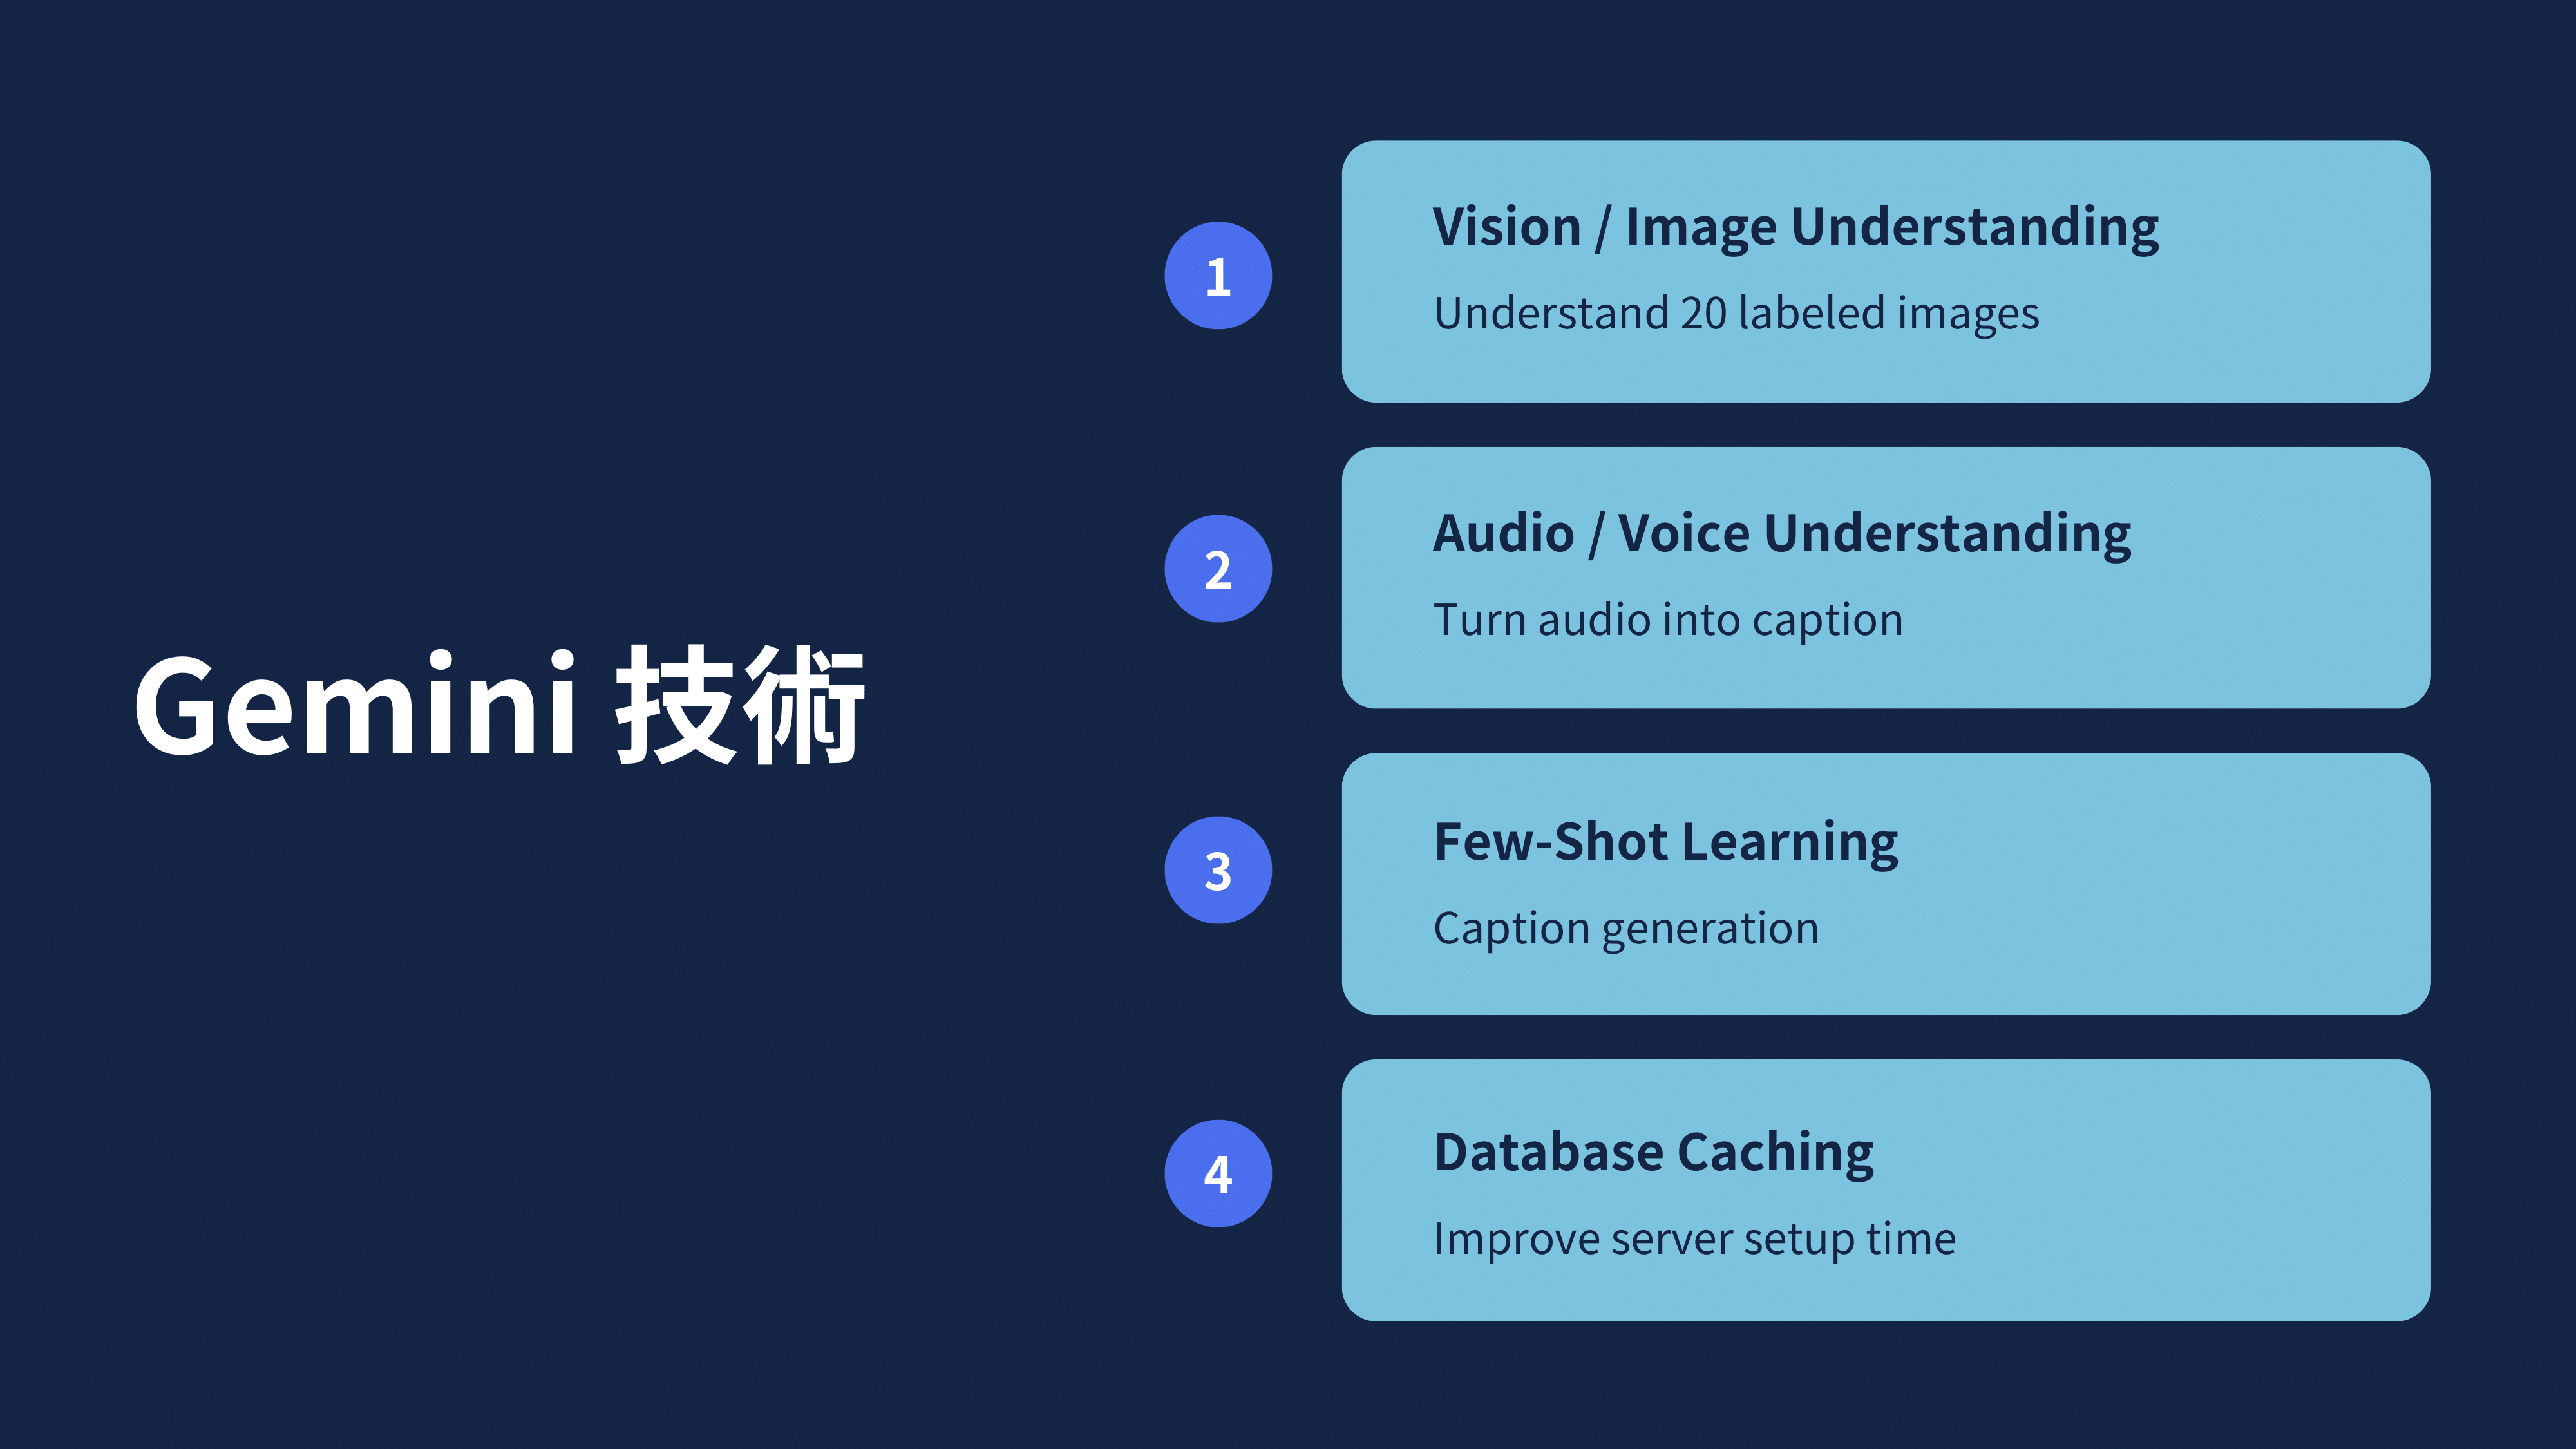 Gemini 技術
1
Vision / Image Understanding
Understand 20 labeled images
2
Audio / Voice Understanding
Turn audio into caption
3
Few-Shot Learning
Caption generation
4
Database Caching
Improve server setup time